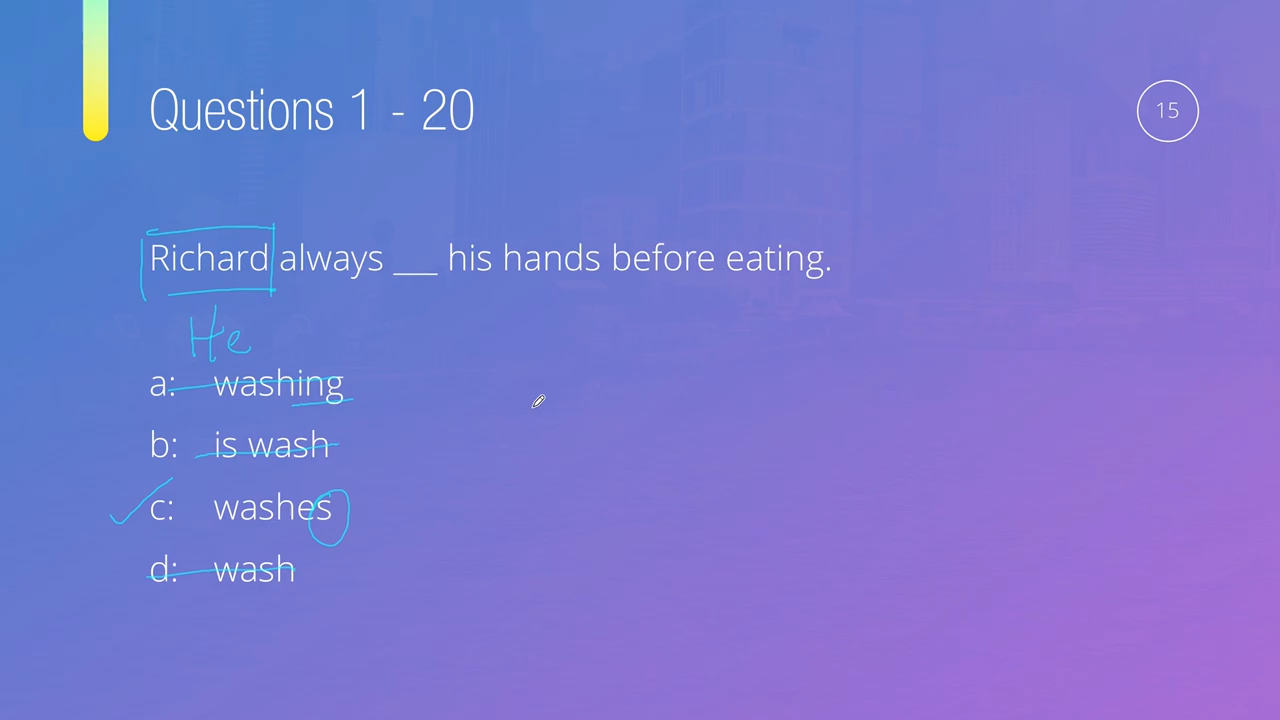 Questions 1 - 20
15
Richard always ___ his hands before eating.
He
a: washing
b: is wash
c: washes
d: wash